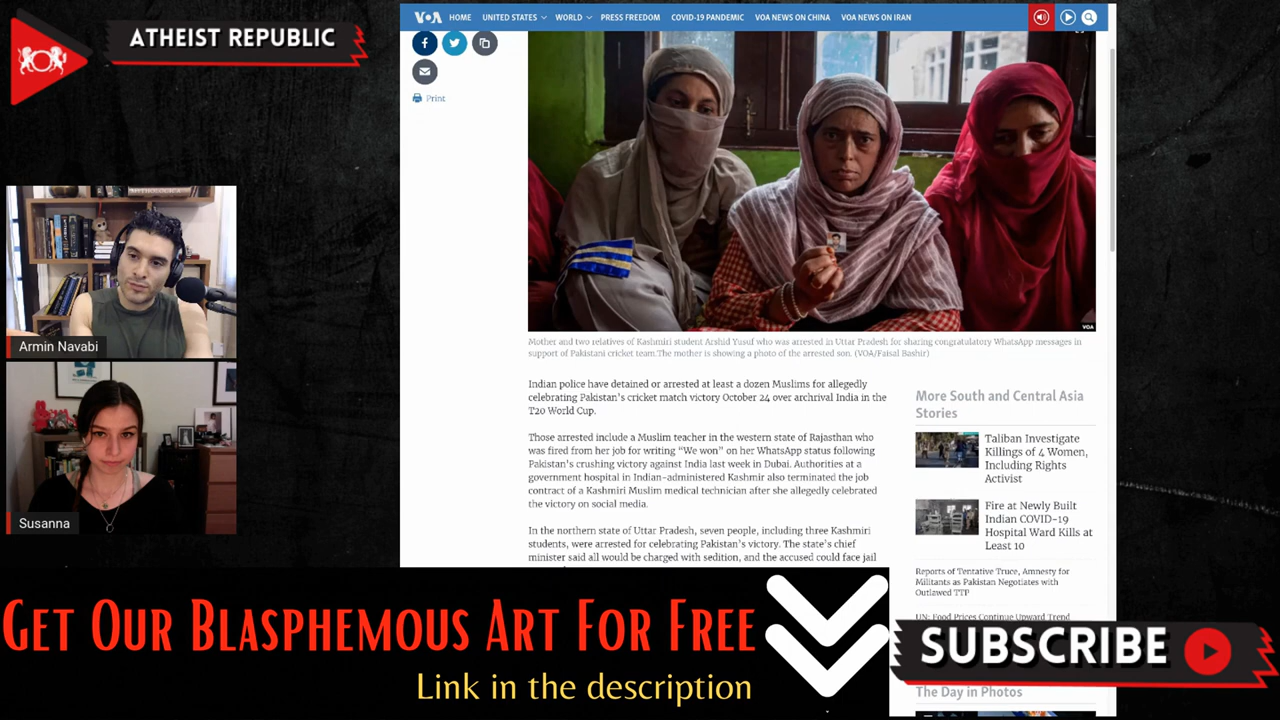 ATHEIST REPUBLIC
VOA
HOME
UNITED STATES
WORLD
PRESS FREEDOM
COVID-19 PANDEMIC
VOA NEWS ON CHINA
VOA NEWS ON IRAN
Print
MYTHOLOGICA
Armin Navabi
Susanna
VOA
Mother and two relatives of Kashmiri student Arshid Yusuf who was arrested in Uttar Pradesh for sharing congratulatory WhatsApp messages in
support of Pakistani cricket team.The mother is showing a photo of the arrested son. (VOA/Faisal Bashir)
Indian police have detained or arrested at least a dozen Muslims for allegedly
celebrating Pakistan's cricket match victory October 24 over archrival India in the
T20 World Cup.
Those arrested include a Muslim teacher in the western state of Rajasthan who
was fired from her job for writing “We won” on her WhatsApp status following
Pakistan's crushing victory against India last week in Dubai. Authorities at a
government hospital in Indian-administered Kashmir also terminated the job
contract of a Kashmiri Muslim medical technician after she allegedly celebrated
the victory on social media.
In the northern state of Uttar Pradesh, seven people, including three Kashmiri
students, were arrested for celebrating Pakistan's victory. The state's chief
minister said all would be charged with sedition, and the accused could face jail
More South and Central Asia
Stories
Taliban Investigate
Killings of 4 Women,
Including Rights
Activist
Fire at Newly Built
Indian COVID-19
Hospital Ward Kills at
Least 10
Reports of Tentative Truce, Amnesty for
Militants as Pakistan Negotiates with
Outlawed TTP
UN: Food Prices Continue Upward Trend
The Day in Photos
GET OUR BLASPHEMOUS ART FOR FREE
Link in the description
SUBSCRIBE